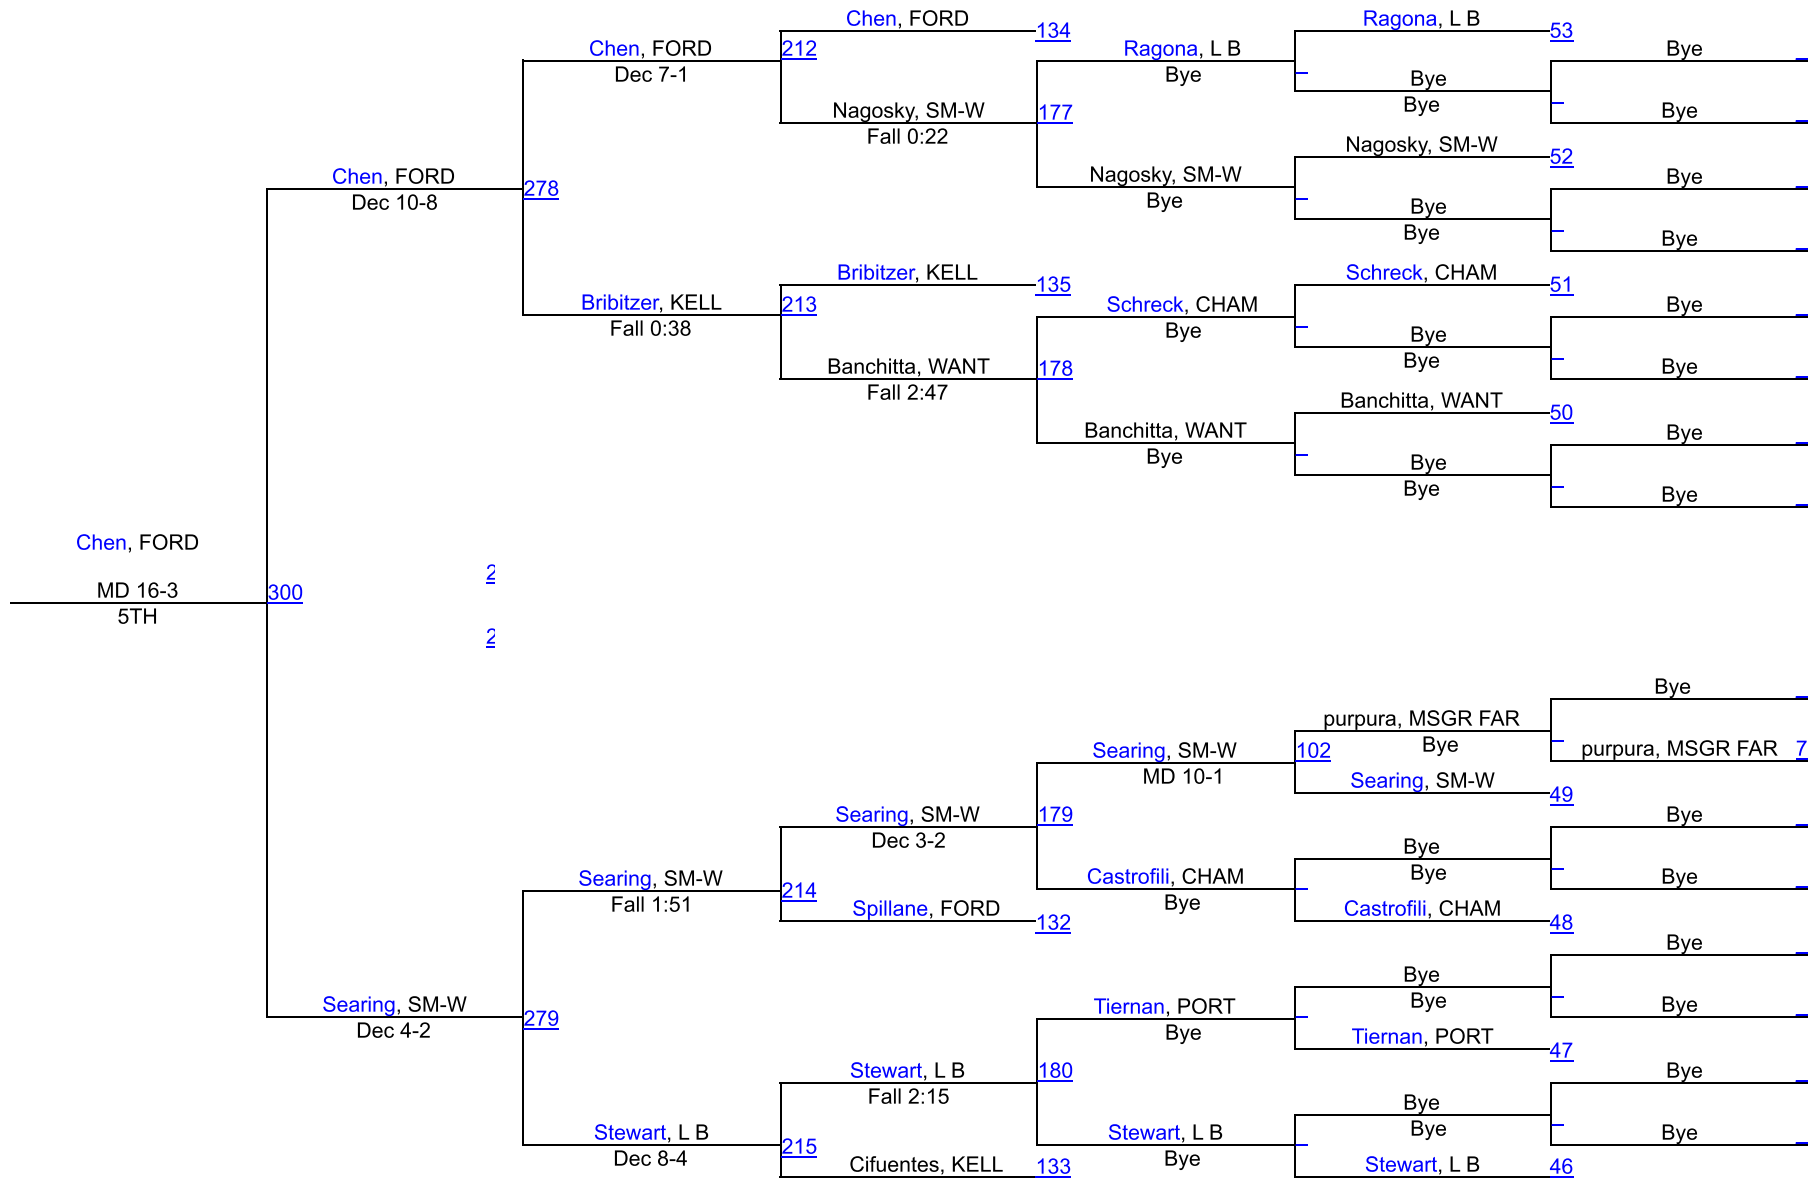 Chen, FORD
134
Ragona, L B
53
Chen, FORD
212
Ragona, L B
Bye
Dec 7-1
Bye
Bye
Bye
Nagosky, SM-W
177
Bye
Fall 0:22
Nagosky, SM-W
52
Chen, FORD
Nagosky, SM-W
Bye
Dec 10-8
278
Bye
Bye
Bye
Bye
Bribitzer, KELL
135
Schreck, CHAM
51
Bribitzer, KELL
213
Schreck, CHAM
Bye
Fall 0:38
Bye
Bye
Bye
Banchitta, WANT
178
Bye
Fall 2:47
Banchitta, WANT
50
Banchitta, WANT
Bye
Bye
Bye
Bye
Bye
Chen, FORD
2
MD 16-3
300
5TH
2
Bye
purpura, MSGR FAR
Searing, SM-W
102
Bye
purpura, MSGR FAR
7
MD 10-1
Searing, SM-W
49
Searing, SM-W
179
Bye
Dec 3-2
Bye
Searing, SM-W
214
Castrofili, CHAM
Bye
Bye
Fall 1:51
Bye
Spillane, FORD
132
Castrofili, CHAM
48
Bye
Bye
Searing, SM-W
279
Tiernan, PORT
Bye
Bye
Dec 4-2
Bye
Tiernan, PORT
47
Stewart, L B
180
Bye
Fall 2:15
Bye
Stewart, L B
215
Stewart, L B
Bye
Bye
Dec 8-4
Cifuentes, KELL
133
Bye
Stewart, L B
46